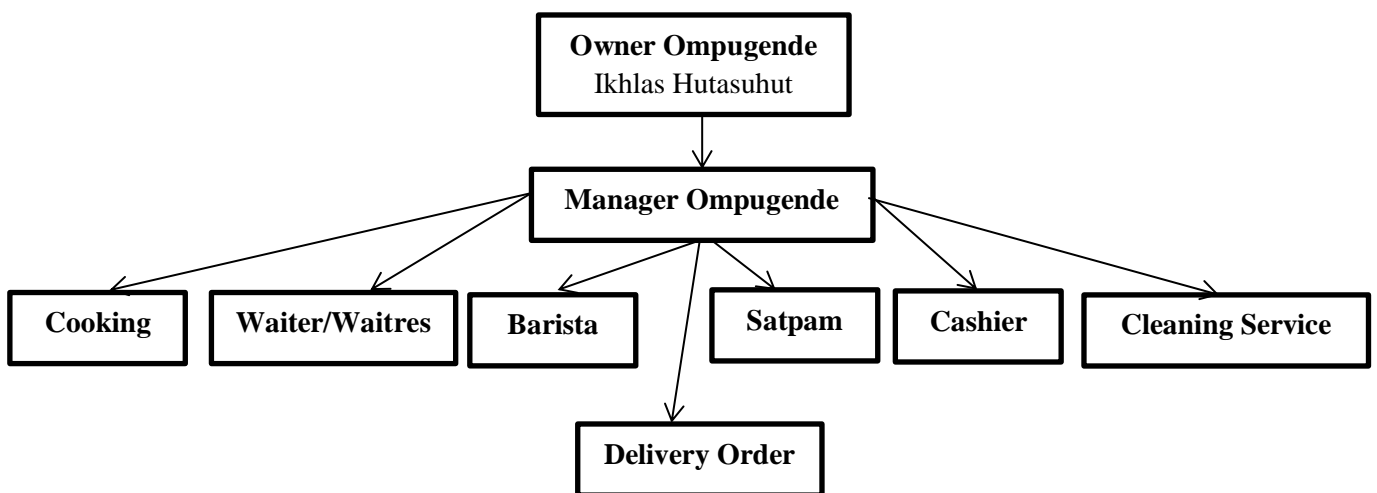 Owner Ompugende
Ikhlas Hutasuhut
Manager Ompugende
Cooking
Waiter/Waitres
Barista
Satpam
Cashier
Cleaning Service
Delivery Order